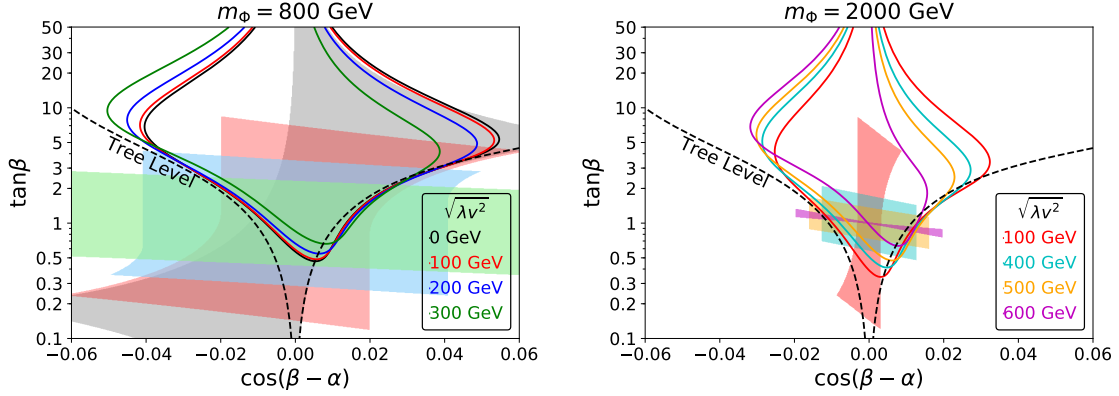 m_Φ = 800 GeV
tanβ
50
30
20
10
5
3
2
1
0.5
0.3
0.2
0.1
Tree Level
√λv²
0 GeV
100 GeV
200 GeV
300 GeV
−0.06 −0.04 −0.02 0.00 0.02 0.04 0.06
cos(β − α)
m_Φ = 2000 GeV
tanβ
50
30
20
10
5
3
2
1
0.5
0.3
0.2
0.1
Tree Level
√λv²
100 GeV
400 GeV
500 GeV
600 GeV
−0.06 −0.04 −0.02 0.00 0.02 0.04 0.06
cos(β − α)